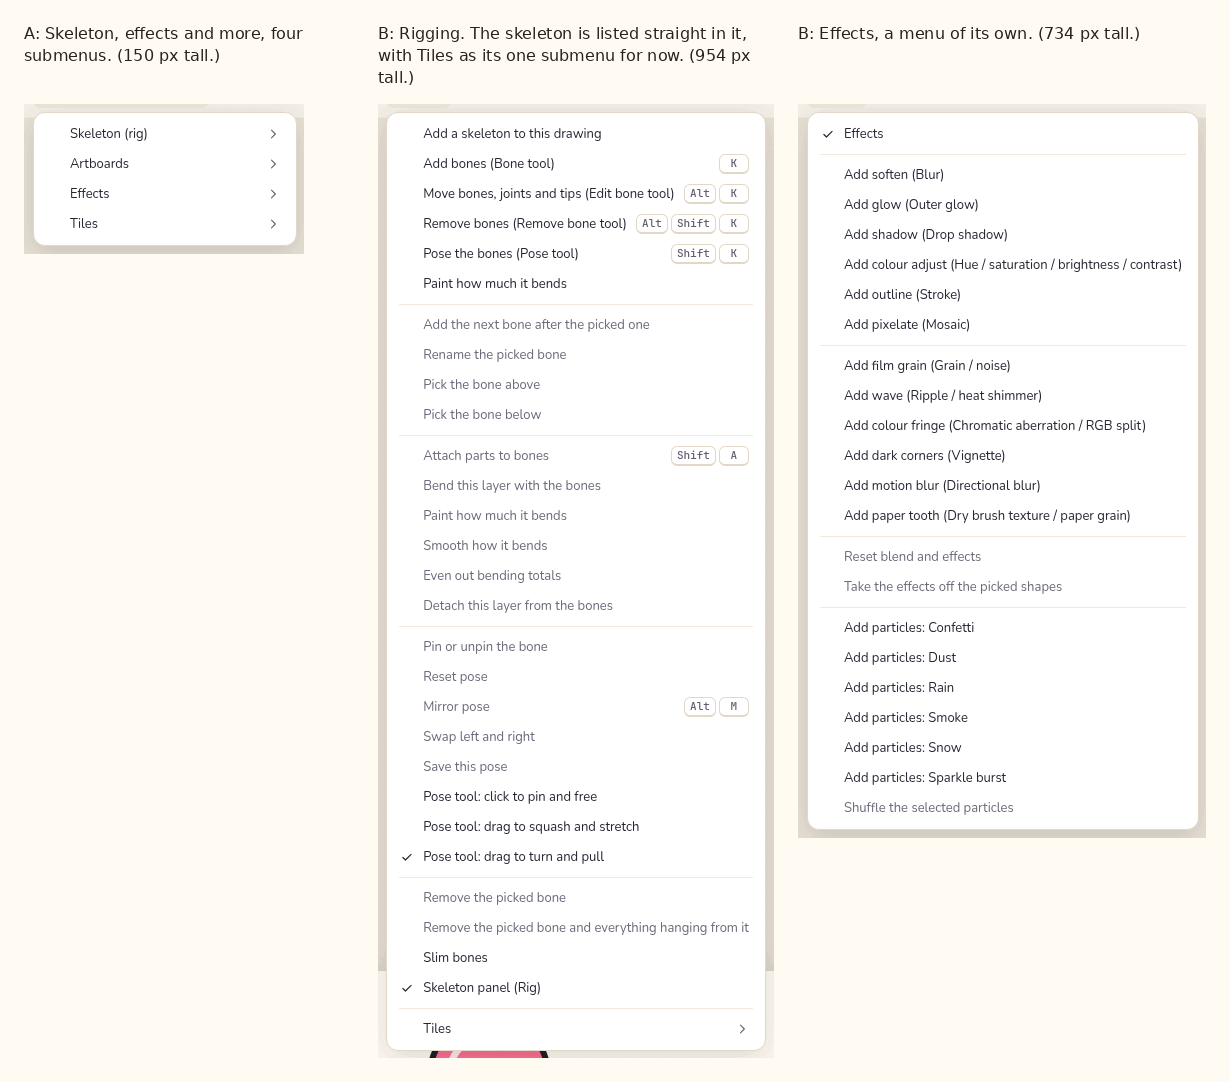 A: Skeleton, effects and more, four
submenus. (150 px tall.)
Skeleton (rig)
Artboards
Effects
Tiles
B: Rigging. The skeleton is listed straight in it,
with Tiles as its one submenu for now. (954 px
tall.)
Add a skeleton to this drawing
Add bones (Bone tool) K
Move bones, joints and tips (Edit bone tool) Alt K
Remove bones (Remove bone tool) Alt Shift K
Pose the bones (Pose tool) Shift K
Paint how much it bends
Add the next bone after the picked one
Rename the picked bone
Pick the bone above
Pick the bone below
Attach parts to bones Shift A
Bend this layer with the bones
Paint how much it bends
Smooth how it bends
Even out bending totals
Detach this layer from the bones
Pin or unpin the bone
Reset pose
Mirror pose Alt M
Swap left and right
Save this pose
Pose tool: click to pin and free
Pose tool: drag to squash and stretch
Pose tool: drag to turn and pull
Remove the picked bone
Remove the picked bone and everything hanging from it
Slim bones
Skeleton panel (Rig)
Tiles
B: Effects, a menu of its own. (734 px tall.)
Effects
Add soften (Blur)
Add glow (Outer glow)
Add shadow (Drop shadow)
Add colour adjust (Hue / saturation / brightness / contrast)
Add outline (Stroke)
Add pixelate (Mosaic)
Add film grain (Grain / noise)
Add wave (Ripple / heat shimmer)
Add colour fringe (Chromatic aberration / RGB split)
Add dark corners (Vignette)
Add motion blur (Directional blur)
Add paper tooth (Dry brush texture / paper grain)
Reset blend and effects
Take the effects off the picked shapes
Add particles: Confetti
Add particles: Dust
Add particles: Rain
Add particles: Smoke
Add particles: Snow
Add particles: Sparkle burst
Shuffle the selected particles